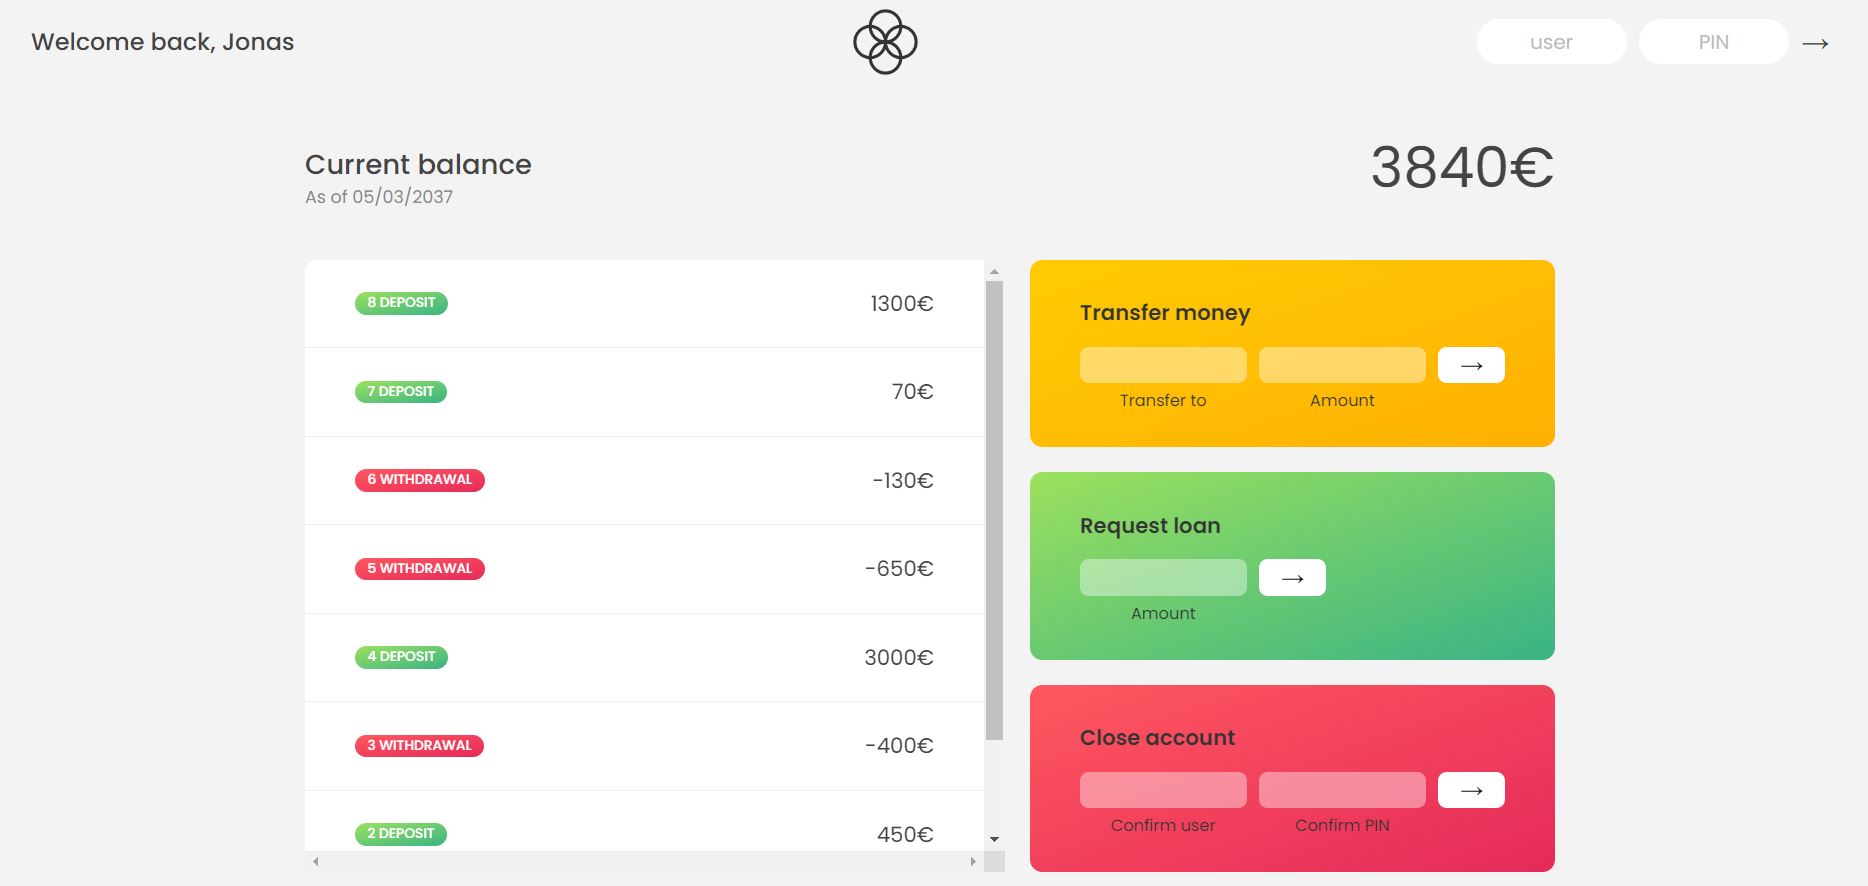 Welcome back, Jonas
user
PIN
→
Current balance
As of 05/03/2037
3840€
8 DEPOSIT
1300€
7 DEPOSIT
70€
6 WITHDRAWAL
-130€
5 WITHDRAWAL
-650€
4 DEPOSIT
3000€
3 WITHDRAWAL
-400€
2 DEPOSIT
450€
Transfer money
→
Transfer to
Amount
Request loan
→
Amount
Close account
→
Confirm user
Confirm PIN